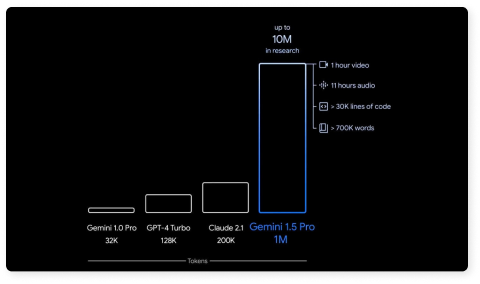 up to
10M
in research
1 hour video
11 hours audio
> 30K lines of code
> 700K words
Gemini 1.0 Pro
32K
GPT-4 Turbo
128K
Claude 2.1
200K
Gemini 1.5 Pro
1M
Tokens